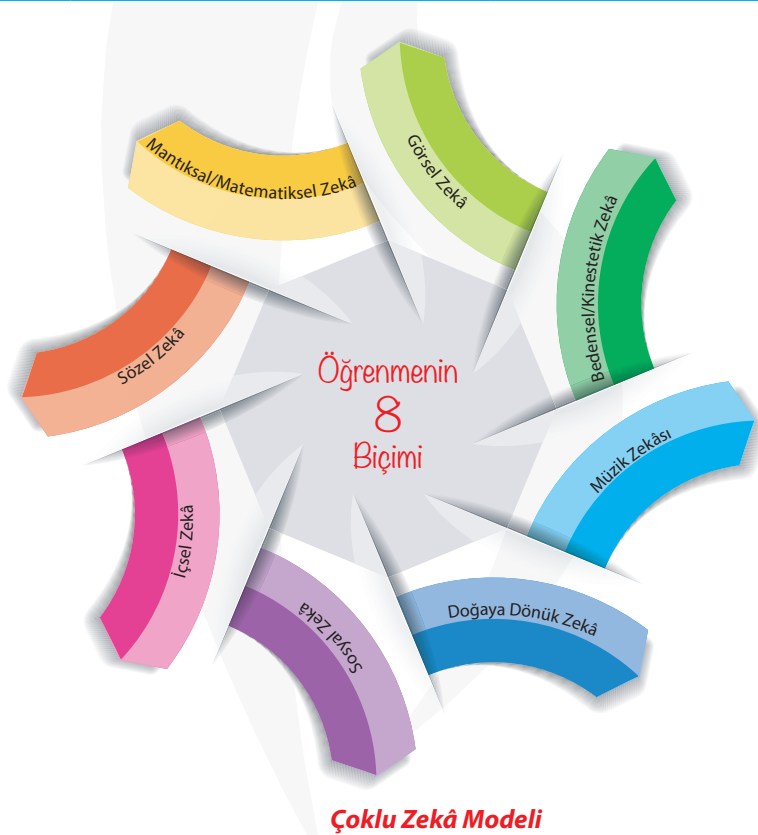 Görsel Zekâ
Bedensel/Kinestetik Zekâ
Müzik Zekâsı
Doğaya Dönük Zekâ
Sosyal Zekâ
İçsel Zekâ
Sözel Zekâ
Mantıksal/Matematiksel Zekâ
Öğrenmenin
8
Biçimi
Çoklu Zekâ Modeli